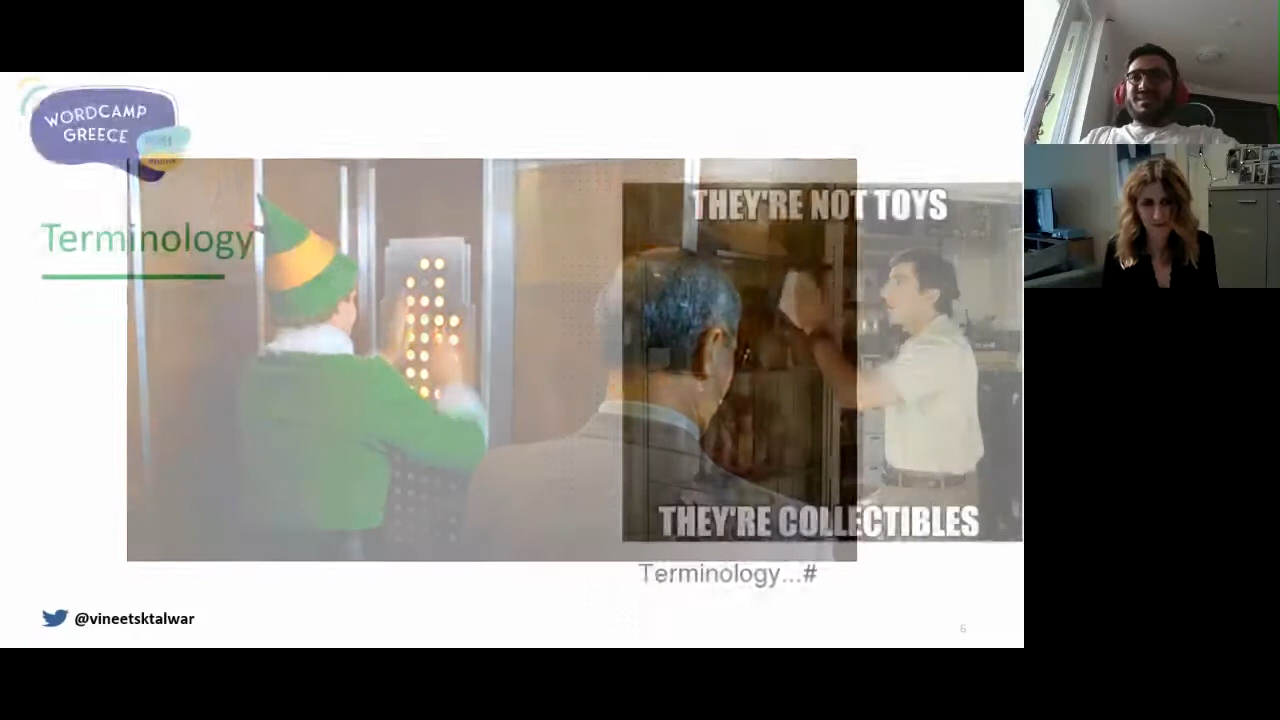 WORDCAMP
GREECE
Terminology
THEY'RE NOT TOYS
THEY'RE COLLECTIBLES
Terminology...#
@vineetsktalwar
6